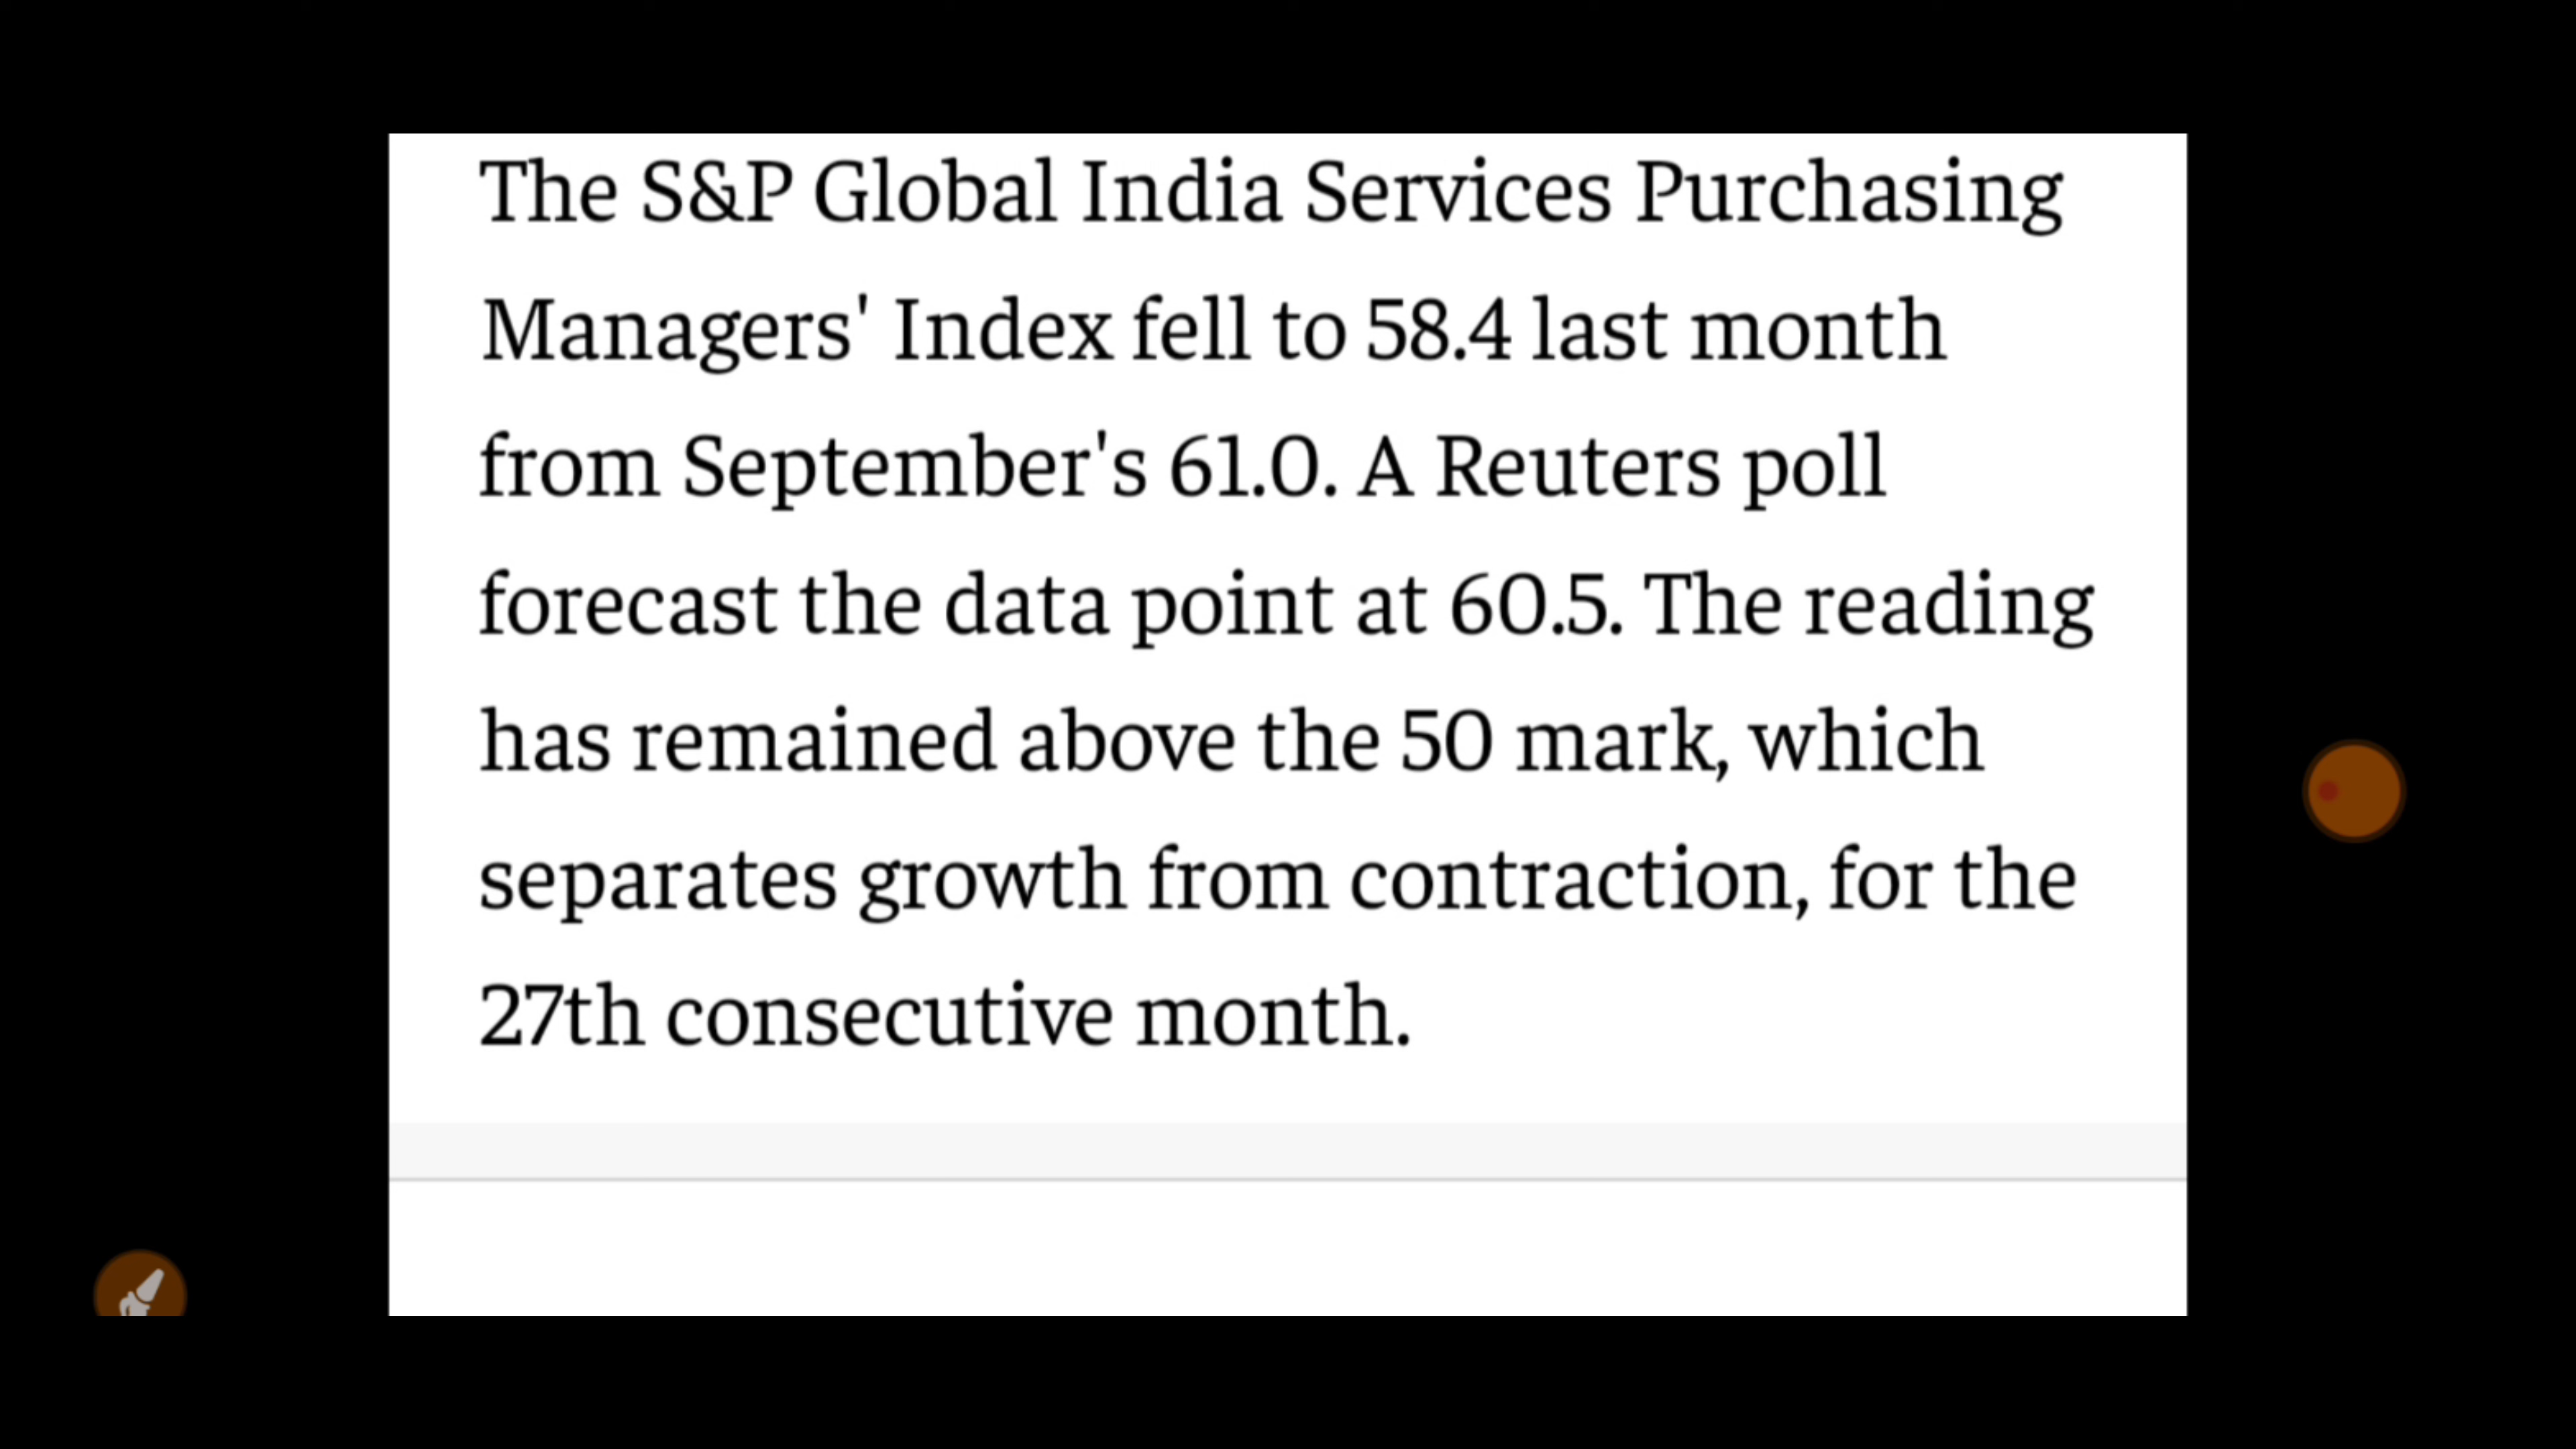 The S&P Global India Services Purchasing
Managers' Index fell to 58.4 last month
from September's 61.0. A Reuters poll
forecast the data point at 60.5. The reading
has remained above the 50 mark, which
separates growth from contraction, for the
27th consecutive month.